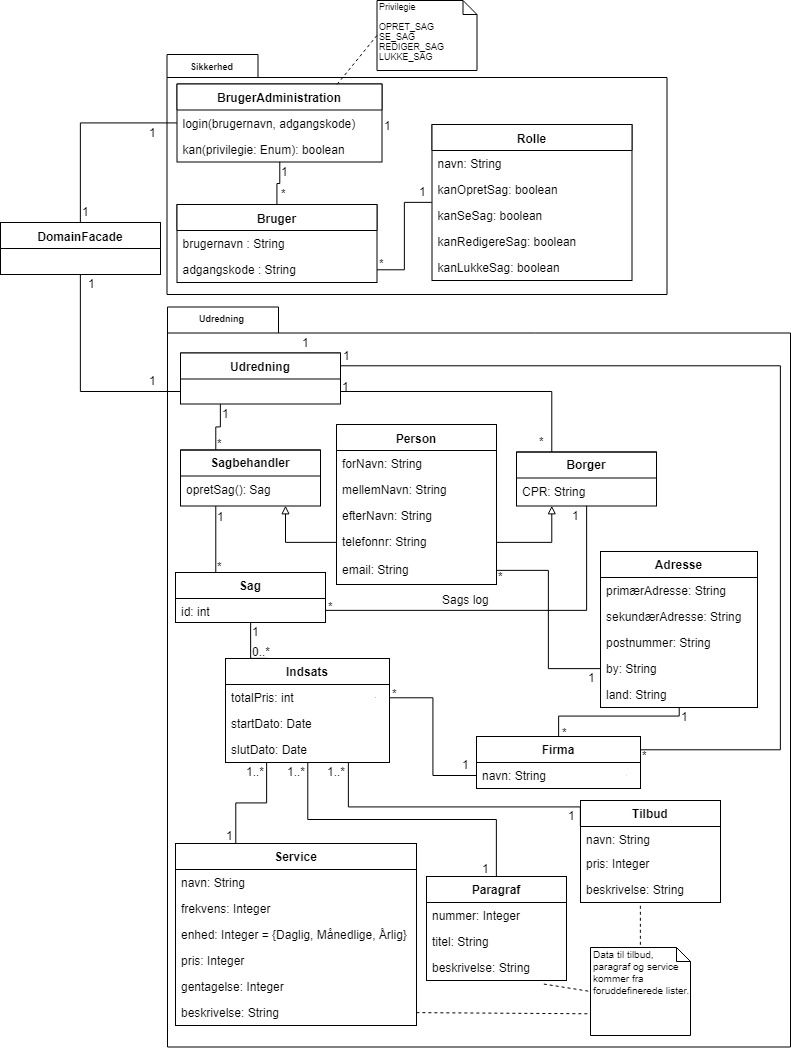 Privilegie
OPRET_SAG
SE_SAG
REDIGER_SAG
LUKKE_SAG
Sikkerhed
BrugerAdministration
login(brugernavn, adgangskode)
kan(privilegie: Enum): boolean
1
1
1
*
Rolle
navn: String
kanOpretSag: boolean
kanSeSag: boolean
kanRedigereSag: boolean
kanLukkeSag: boolean
1
Bruger
brugernavn : String
adgangskode : String
*
1
DomainFacade
1
Udredning
1
1
Udredning
1
1
1
*
*
Sagbehandler
opretSag(): Sag
1
Person
forNavn: String
mellemNavn: String
efterNavn: String
telefonnr: String
email: String
*
Borger
CPR: String
1
*
Sag
id: int
*
Sags log
1
0..*
Adresse
primærAdresse: String
sekundærAdresse: String
postnummer: String
by: String
land: String
1
1
Indsats
totalPris: int
startDato: Date
slutDato: Date
*
1..*
1..*
1..*
*
*
Firma
navn: String
1
1
Service
navn: String
frekvens: Integer
enhed: Integer = {Daglig, Månedlige, Årlig}
pris: Integer
gentagelse: Integer
beskrivelse: String
1
Paragraf
nummer: Integer
titel: String
beskrivelse: String
1
Tilbud
navn: String
pris: Integer
beskrivelse: String
Data til tilbud,
paragraf og service
kommer fra
foruddefinerede lister.